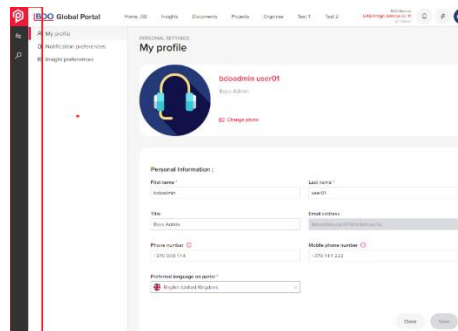 BDO Global Portal
Insights
Documents
Projects
Organise
Test 1
Test 2
My profile
Notification preferences
Insight preferences
PERSONAL SETTINGS
My profile
bdoadmin user01
Boss Admin
Change photo
Personal Information :
First name *
Last name *
bdoadmin
user01
Title
Email address
Boss Admin
Phone number
Mobile phone number
Preferred language on portal *
English (United Kingdom)
Close
Save